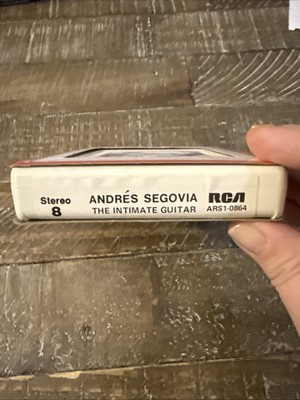 Stereo
8
ANDRÉS SEGOVIA
THE INTIMATE GUITAR
RCA
ARS1-0864